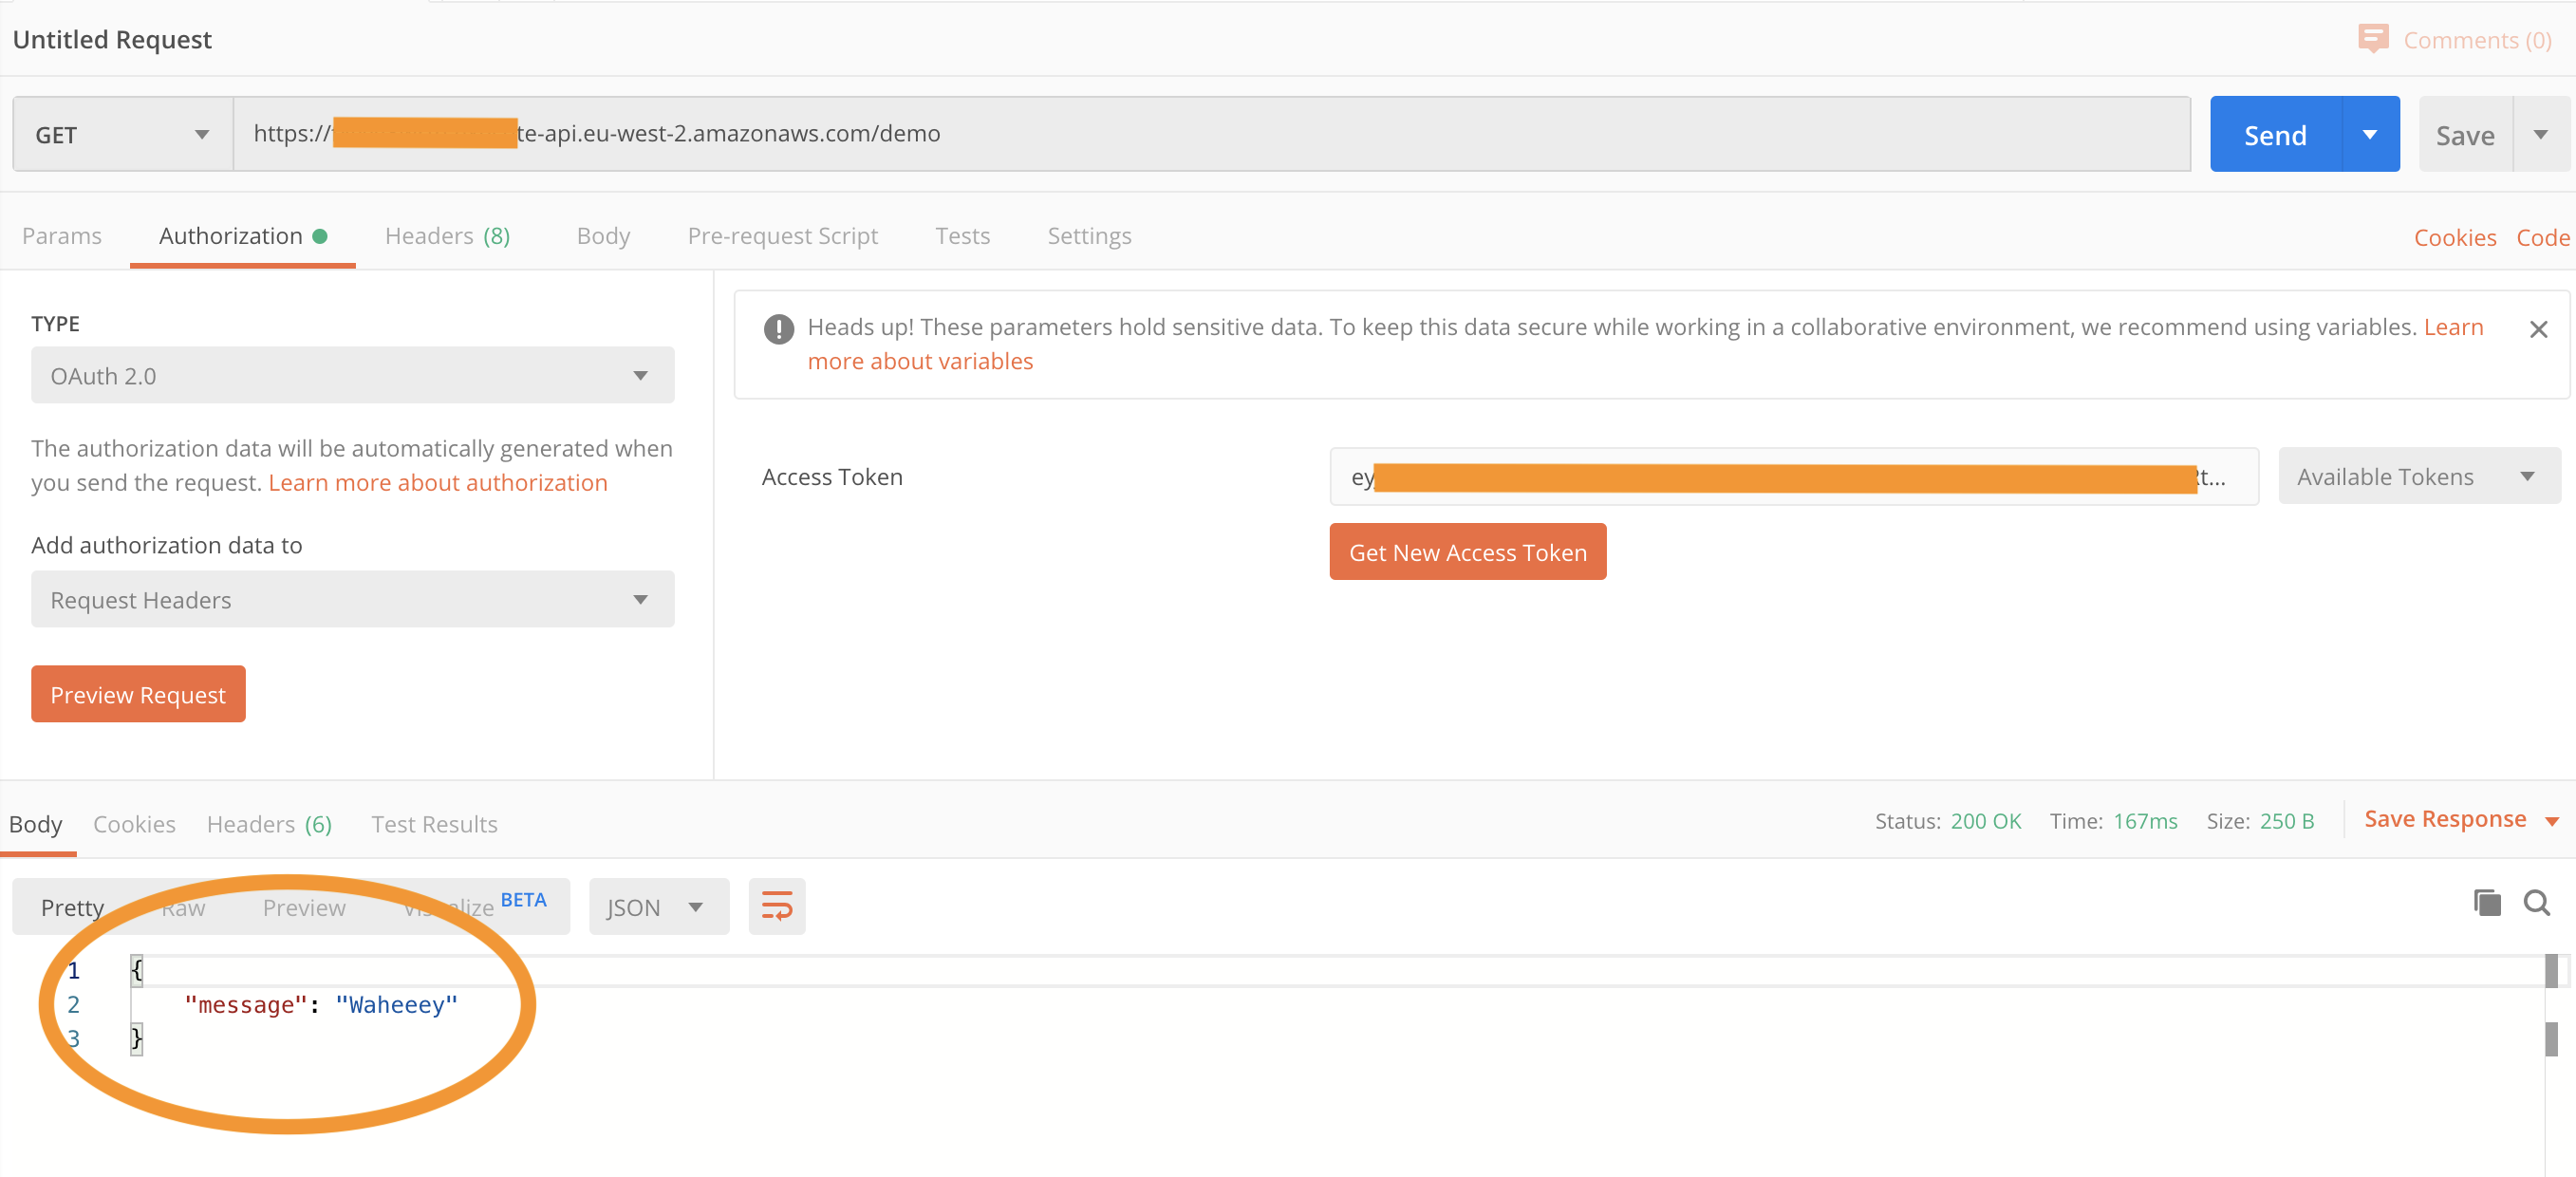 Untitled Request
Comments (0)
GET
https:// te-api.eu-west-2.amazonaws.com/demo
Send
Save
Params Authorization Headers (8) Body Pre-request Script Tests Settings Cookies Code
TYPE
OAuth 2.0
The authorization data will be automatically generated when
you send the request. Learn more about authorization
Add authorization data to
Request Headers
Preview Request
Heads up! These parameters hold sensitive data. To keep this data secure while working in a collaborative environment, we recommend using variables. Learn
more about variables
Access Token
ey t...
Available Tokens
Get New Access Token
Body Cookies Headers (6) Test Results
Status: 200 OK Time: 167ms Size: 250 B Save Response
Pretty Raw Preview Visualize BETA JSON
1 {
2 "message": "Waheeey"
3 }